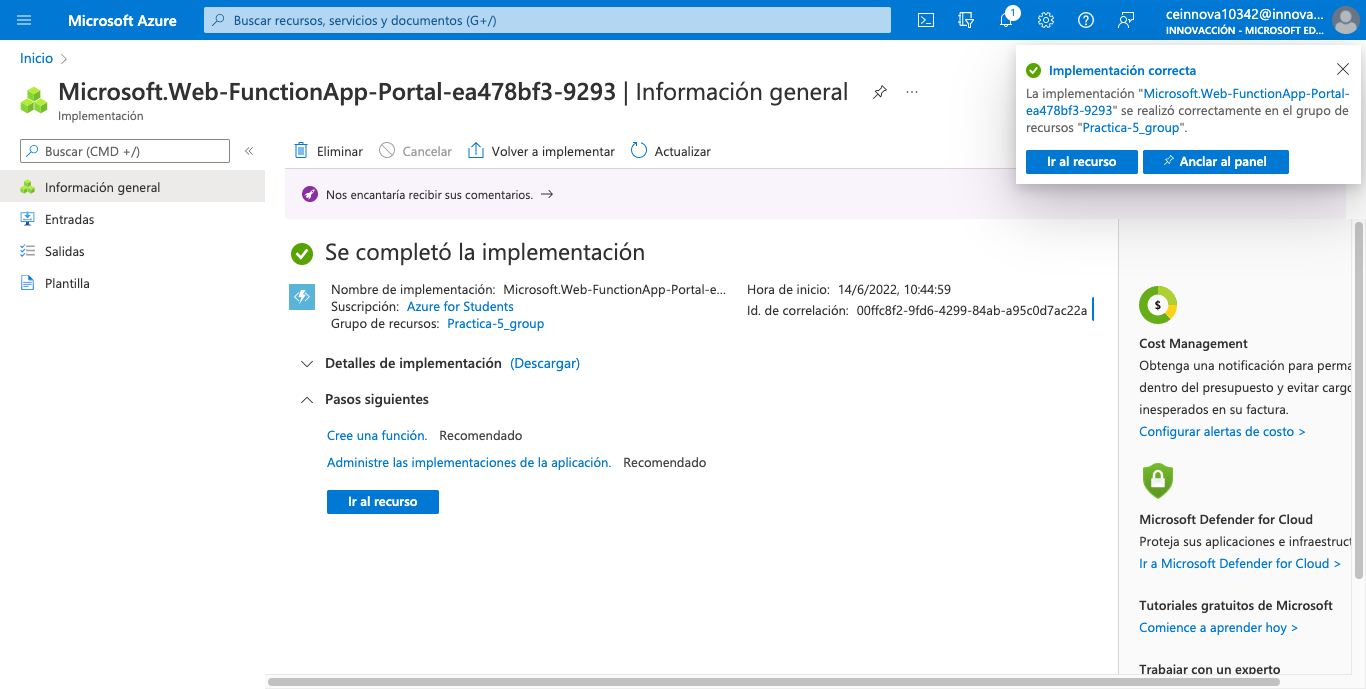 Microsoft Azure
Buscar recursos, servicios y documentos (G+/)
1
ceinnova10342@innova...
INNOVACCIÓN - MICROSOFT ED...
Inicio
Microsoft.Web-FunctionApp-Portal-ea478bf3-9293 | Información general
Implementación
Implementación correcta
La implementación "Microsoft.Web-FunctionApp-Portal-
ea478bf3-9293" se realizó correctamente en el grupo de
recursos "Practica-5_group".
Ir al recurso
Anclar al panel
Buscar (CMD +/)
Información general
Entradas
Salidas
Plantilla
Eliminar
Cancelar
Volver a implementar
Actualizar
Nos encantaría recibir sus comentarios.
Se completó la implementación
Nombre de implementación: Microsoft.Web-FunctionApp-Portal-e...
Suscripción: Azure for Students
Grupo de recursos: Practica-5_group
Hora de inicio: 14/6/2022, 10:44:59
Id. de correlación: 00ffc8f2-9fd6-4299-84ab-a95c0d7ac22a
Detalles de implementación (Descargar)
Pasos siguientes
Cree una función. Recomendado
Administre las implementaciones de la aplicación. Recomendado
Ir al recurso
$
Cost Management
Obtenga una notificación para perma
dentro del presupuesto y evitar cargo
inesperados en su factura.
Configurar alertas de costo >
Microsoft Defender for Cloud
Proteja sus aplicaciones e infraestruct
Ir a Microsoft Defender for Cloud >
Tutoriales gratuitos de Microsoft
Comience a aprender hoy >
Trabajar con un experto